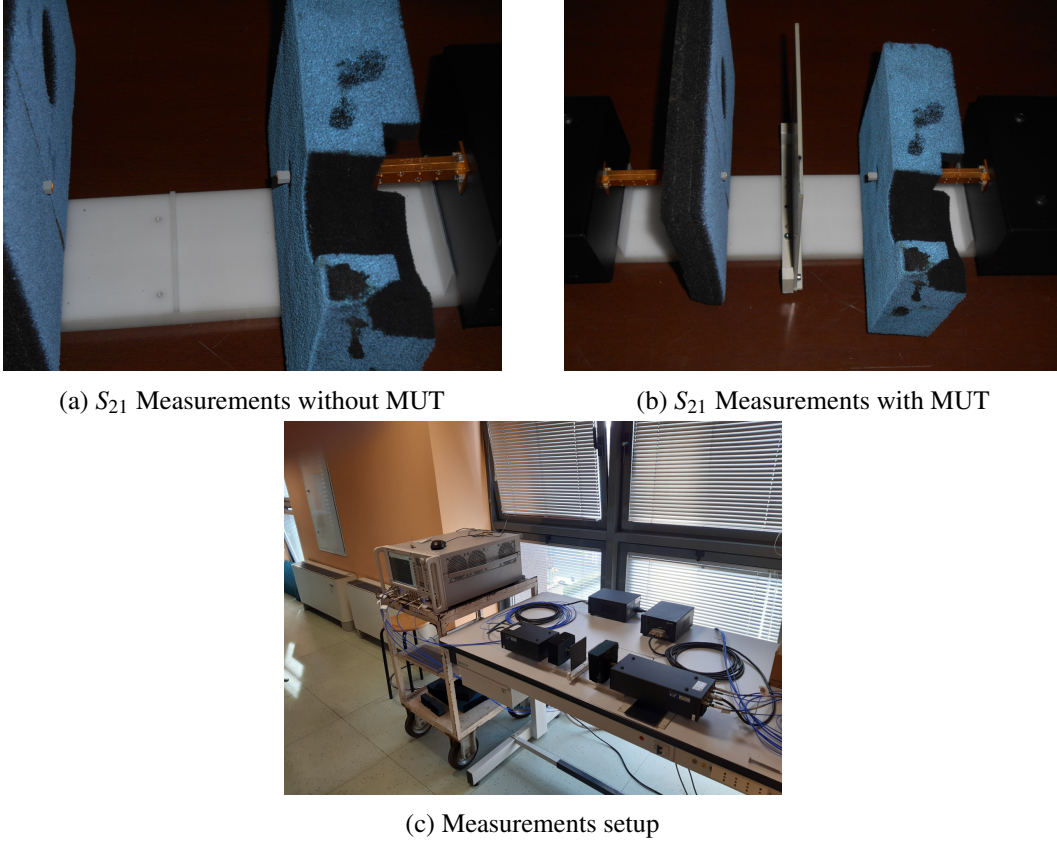 (a) S₂₁ Measurements without MUT
(b) S₂₁ Measurements with MUT
(c) Measurements setup